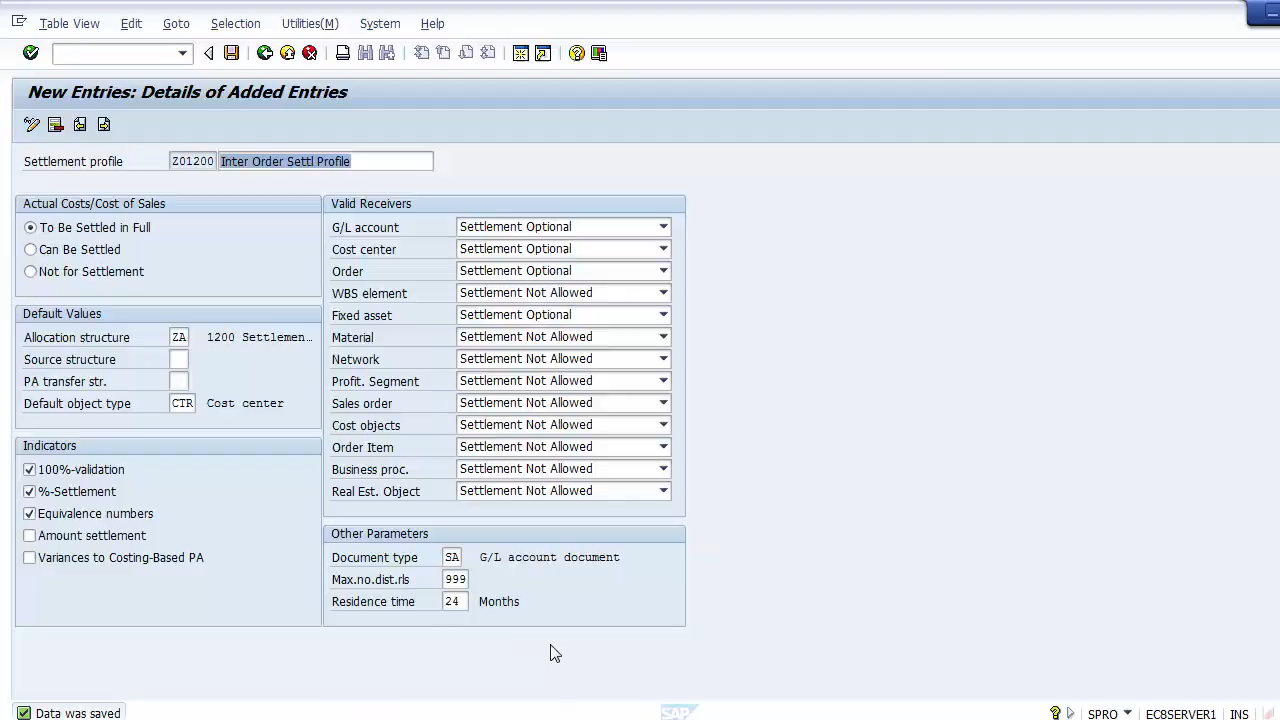 Table View Edit Goto Selection Utilities(M) System Help
New Entries: Details of Added Entries
Settlement profile Z01200 Inter Order Settl Profile
Actual Costs/Cost of Sales
To Be Settled in Full
Can Be Settled
Not for Settlement
Default Values
Allocation structure ZA 1200 Settlemen…
Source structure
PA transfer str.
Default object type CTR Cost center
Indicators
100%-validation
%-Settlement
Equivalence numbers
Amount settlement
Variances to Costing-Based PA
Valid Receivers
G/L account Settlement Optional
Cost center Settlement Optional
Order Settlement Optional
WBS element Settlement Not Allowed
Fixed asset Settlement Optional
Material Settlement Not Allowed
Network Settlement Not Allowed
Profit. Segment Settlement Not Allowed
Sales order Settlement Not Allowed
Cost objects Settlement Not Allowed
Order Item Settlement Not Allowed
Business proc. Settlement Not Allowed
Real Est. Object Settlement Not Allowed
Other Parameters
Document type SA G/L account document
Max.no.dist.rls 999
Residence time 24 Months
Data was saved SAP SPRO EC8SERVER1 INS